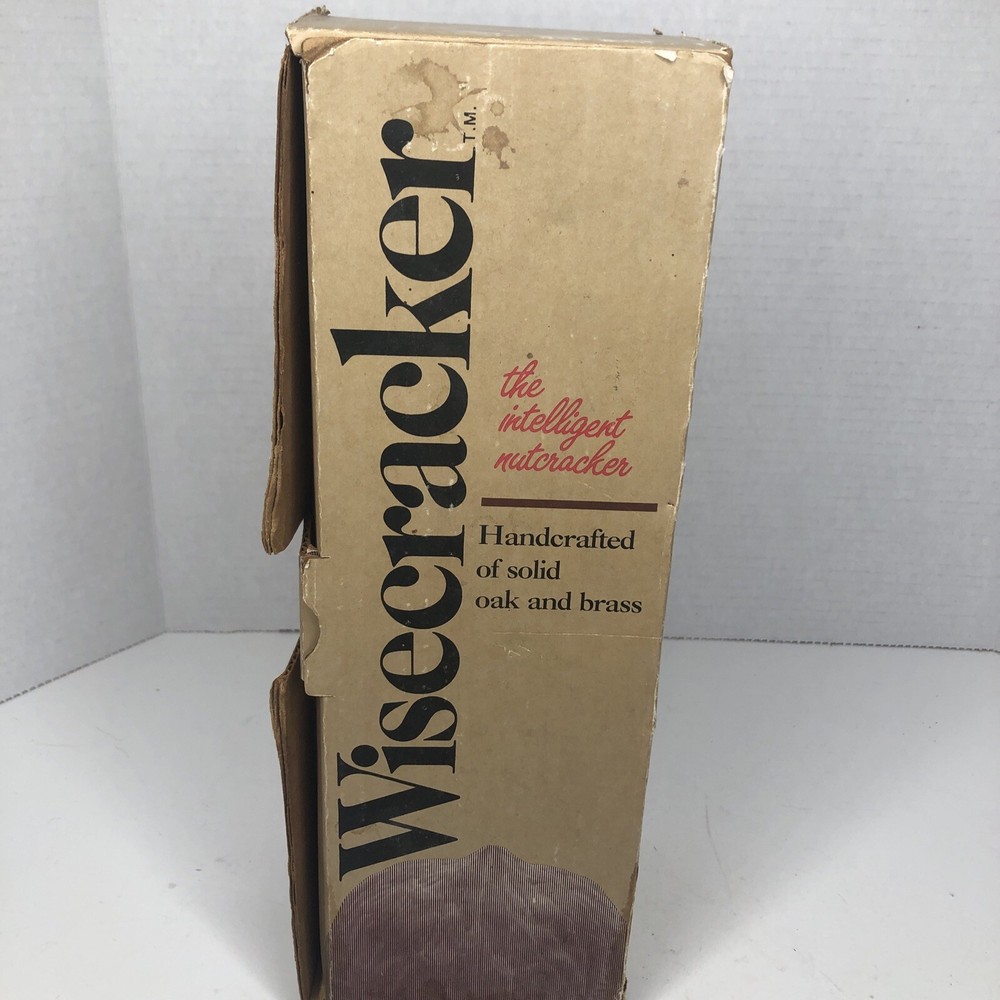 Wisecracker T.M.
the
intelligent
nutcracker
Handcrafted
of solid
oak and brass